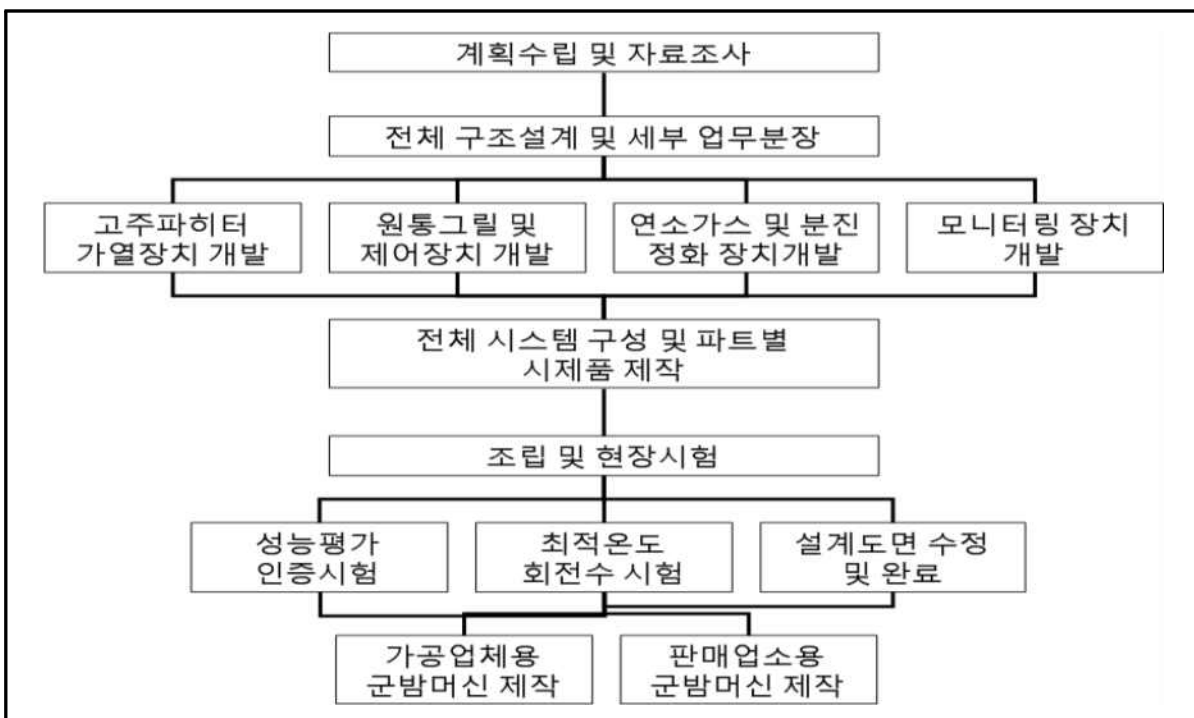 계획수립 및 자료조사
전체 구조설계 및 세부 업무분장
고주파히터
가열장치 개발
원통그릴 및
제어장치 개발
연소가스 및 분진
정화 장치개발
모니터링 장치
개발
전체 시스템 구성 및 파트별
시제품 제작
조립 및 현장시험
성능평가
인증시험
최적온도
회전수 시험
설계도면 수정
및 완료
가공업체용
군밤머신 제작
판매업소용
군밤머신 제작